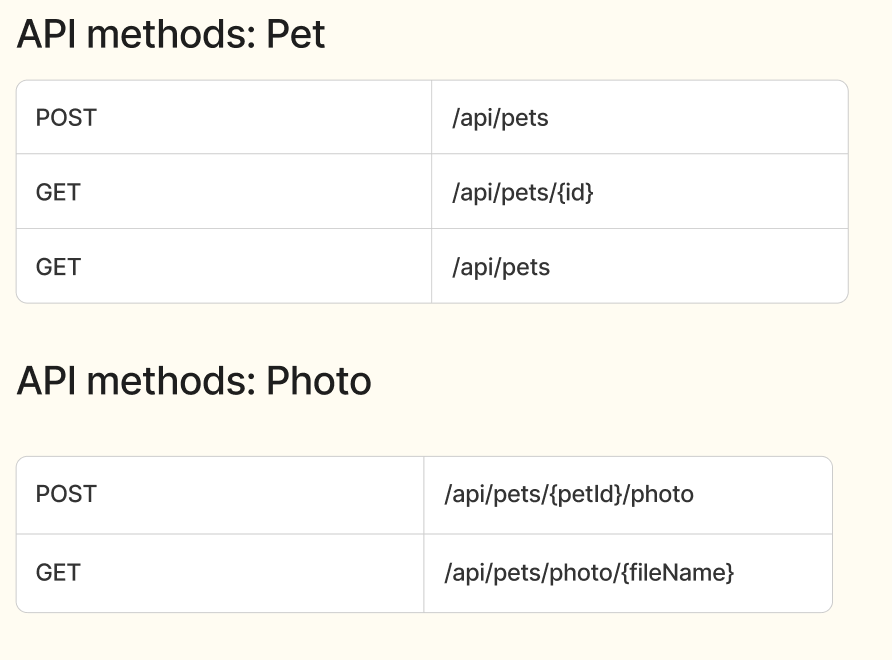 API methods: Pet
POST /api/pets
GET /api/pets/{id}
GET /api/pets
API methods: Photo
POST /api/pets/{petId}/photo
GET /api/pets/photo/{fileName}